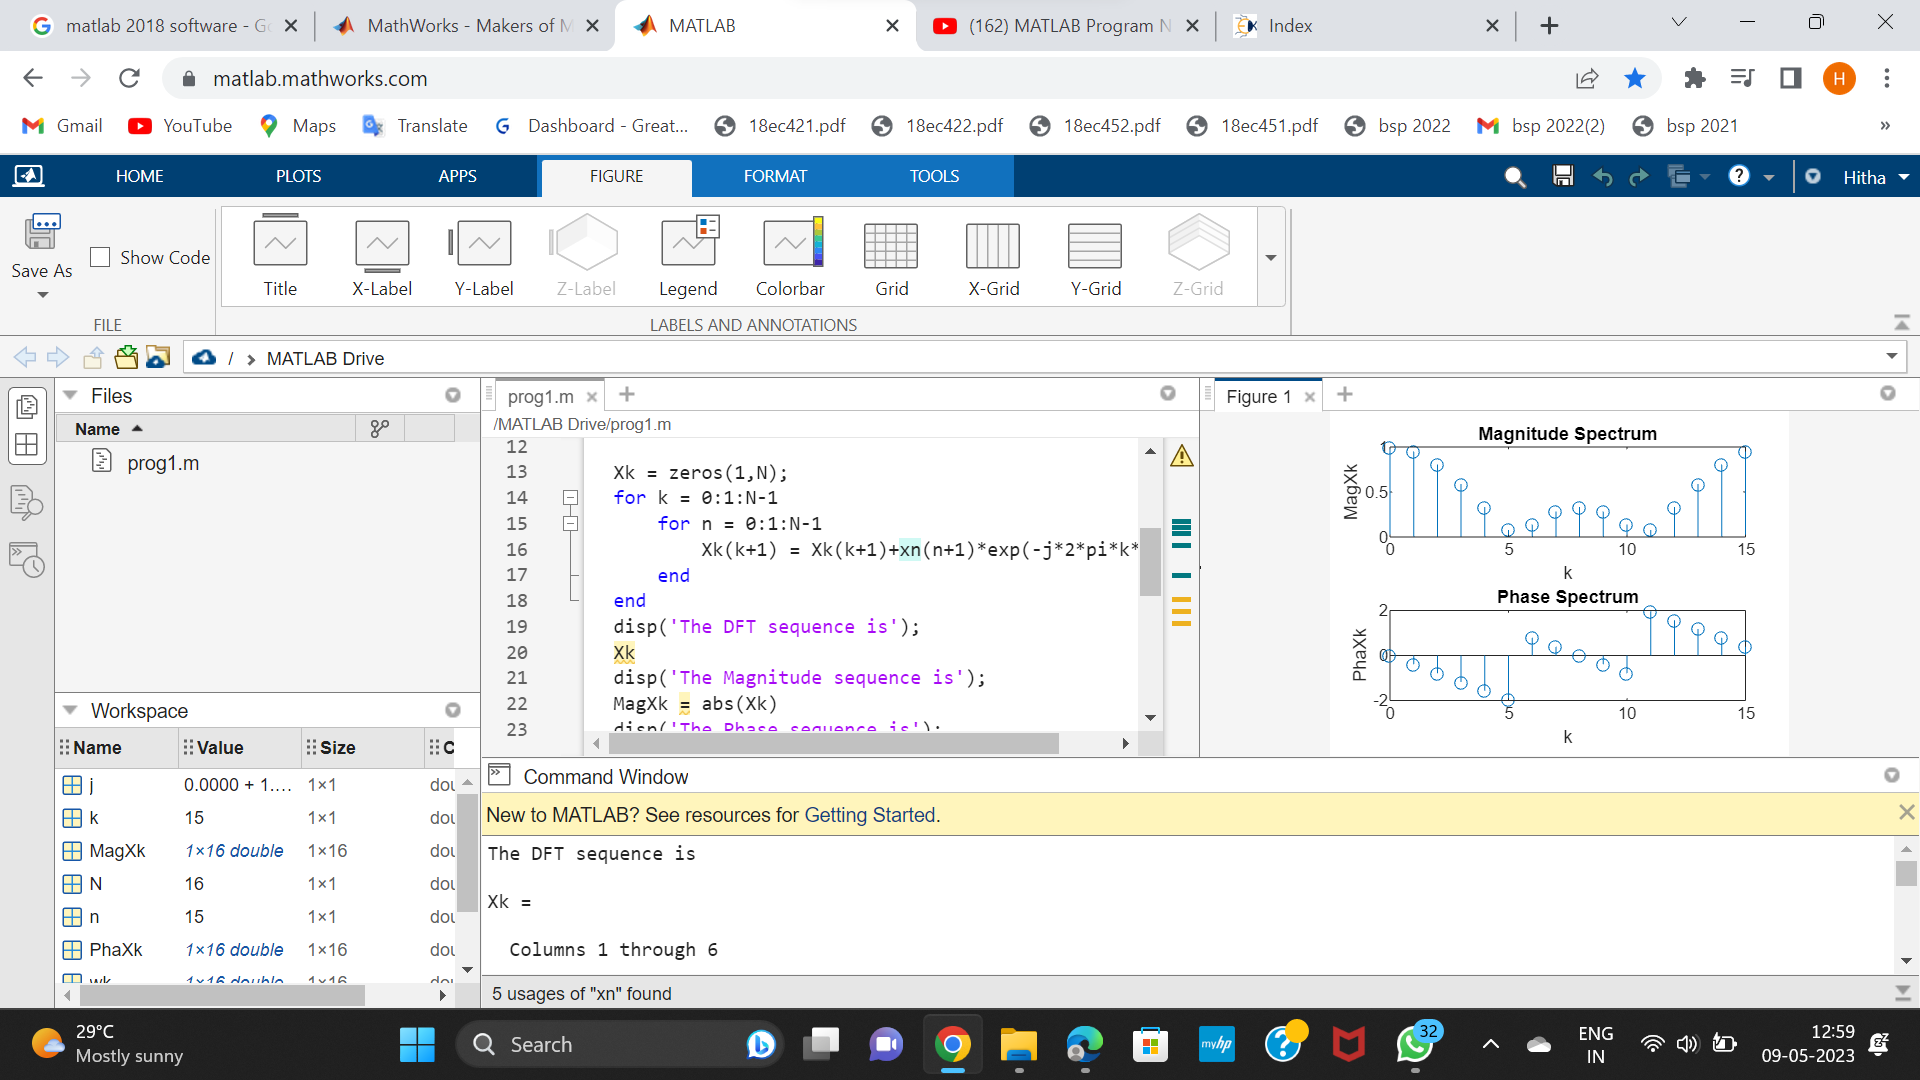 matlab 2018 software - Go
MathWorks - Makers of M
MATLAB
(162) MATLAB Program N
Index
matlab.mathworks.com
H
Gmail
YouTube
Maps
Translate
Dashboard - Great...
18ec421.pdf
18ec422.pdf
18ec452.pdf
18ec451.pdf
bsp 2022
bsp 2022(2)
bsp 2021
»
HOME
PLOTS
APPS
FIGURE
FORMAT
TOOLS
Hitha
Save As
Show Code
FILE
Title
X-Label
Y-Label
Z-Label
Legend
Colorbar
Grid
X-Grid
Y-Grid
Z-Grid
LABELS AND ANNOTATIONS
/ > MATLAB Drive
Files
Name
prog1.m
Workspace
Name Value Size C
j 0.0000 + 1.... 1×1 dou
k 15 1×1 dou
MagXk 1×16 double 1×16 dou
N 16 1×1 dou
n 15 1×1 dou
PhaXk 1×16 double 1×16 dou
wk 1×16 double 1×16 dou
prog1.m
/MATLAB Drive/prog1.m
12
13 Xk = zeros(1,N);
14 for k = 0:1:N-1
15 for n = 0:1:N-1
16 Xk(k+1) = Xk(k+1)+xn(n+1)*exp(-j*2*pi*k*
17 end
18 end
19 disp('The DFT sequence is');
20 Xk
21 disp('The Magnitude sequence is');
22 MagXk = abs(Xk)
23 disp('The Phase sequence is');
Figure 1
Magnitude Spectrum
MagXk
1
0.5
0
0 5 10 15
k
Phase Spectrum
PhaXk
2
0
-2
0 5 10 15
k
Command Window
New to MATLAB? See resources for Getting Started.
The DFT sequence is
Xk =
Columns 1 through 6
5 usages of "xn" found
29°C
Mostly sunny
Search
myhp
32
ENG
IN
12:59
09-05-2023